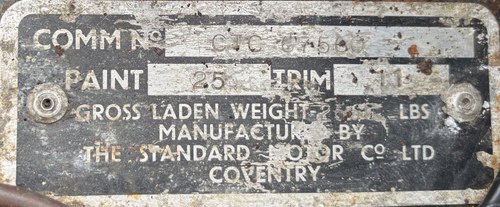 COMM Nº
PAINT 25 TRIM 11
GROSS LADEN WEIGHT LBS
MANUFACTURED BY
THE STANDARD MOTOR Cº LTD
COVENTRY